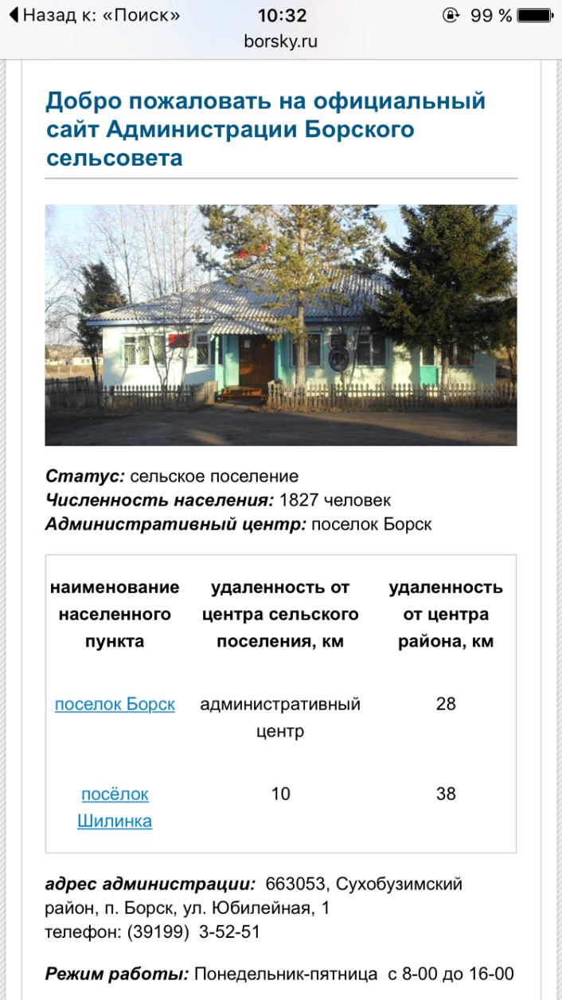 Назад к: «Поиск» 10:32 99 %
borsky.ru
Добро пожаловать на официальный
сайт Администрации Борского
сельсовета
Статус: сельское поселение
Численность населения: 1827 человек
Административный центр: поселок Борск
наименование населенного пункта удаленность от центра сельского поселения, км удаленность от центра района, км
поселок Борск административный центр 28
посёлок Шилинка 10 38
адрес администрации: 663053, Сухобузимский
район, п. Борск, ул. Юбилейная, 1
телефон: (39199) 3-52-51
Режим работы: Понедельник-пятница с 8-00 до 16-00